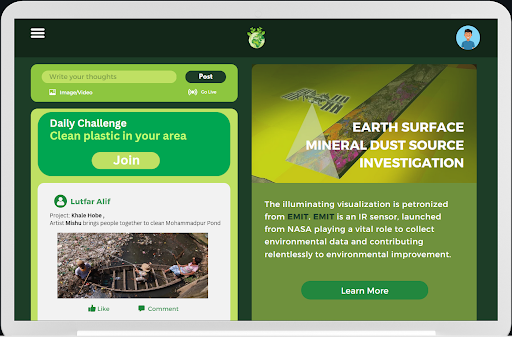 Write your thoughts
Post
Image/Video
Go Live
Daily Challenge
Clean plastic in your area
Join
Lutfar Alif
Project: Khale Hobe ,
Artist Mishu brings people together to clean Mohammadpur Pond
Like
Comment
EARTH SURFACE
MINERAL DUST SOURCE
INVESTIGATION
The illuminating visualization is petronized
from EMIT. EMIT is an IR sensor, launched
from NASA playing a vital role to collect
environmental data and contributing
relentlessly to environmental improvement.
Learn More